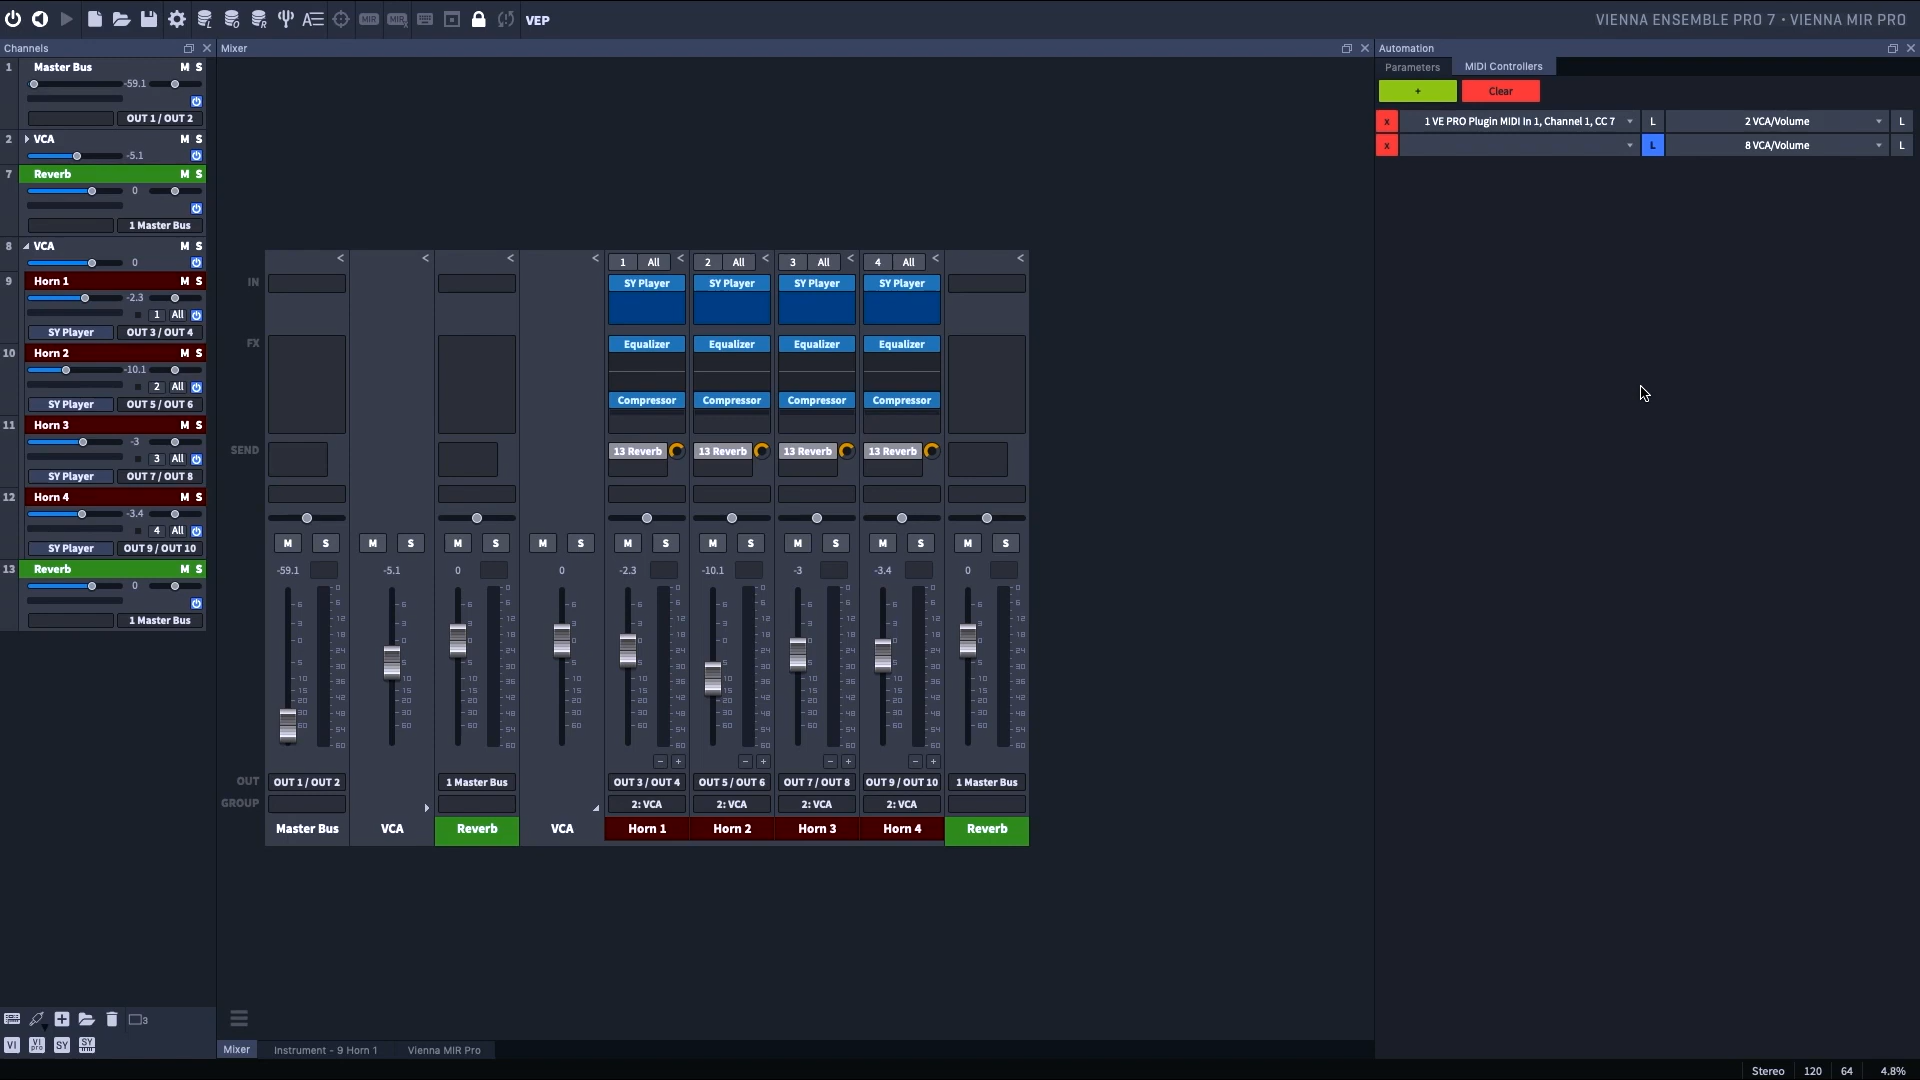 VEP
VIENNA ENSEMBLE PRO 7 • VIENNA MIR PRO
Channels
Mixer
Automation
Parameters
MIDI Controllers
+
Clear
x
1 VE PRO Plugin MIDI In 1, Channel 1, CC 7
L
2 VCA/Volume
L
x
L
8 VCA/Volume
L
1
Master Bus
M S
-59.1
OUT 1 / OUT 2
2
VCA
M S
-5.1
7
Reverb
M S
0
1 Master Bus
8
VCA
M S
0
9
Horn 1
M S
-2.3
1
All
SY Player
OUT 3 / OUT 4
10
Horn 2
M S
-10.1
2
All
SY Player
OUT 5 / OUT 6
11
Horn 3
M S
-3
3
All
SY Player
OUT 7 / OUT 8
12
Horn 4
M S
-3.4
4
All
SY Player
OUT 9 / OUT 10
13
Reverb
M S
0
1 Master Bus
3
VI
VI pro
SY
SY
IN
1 All 2 All 3 All 4 All
SY Player SY Player SY Player SY Player
FX
Equalizer Equalizer Equalizer Equalizer
Compressor Compressor Compressor Compressor
SEND
13 Reverb 13 Reverb 13 Reverb 13 Reverb
M S M S M S M S M S M S M S M S M S
-59.1 -5.1 0 0 -2.3 -10.1 -3 -3.4 0
OUT
OUT 1 / OUT 2 1 Master Bus OUT 3 / OUT 4 OUT 5 / OUT 6 OUT 7 / OUT 8 OUT 9 / OUT 10 1 Master Bus
GROUP
2: VCA 2: VCA 2: VCA 2: VCA
Master Bus VCA Reverb VCA Horn 1 Horn 2 Horn 3 Horn 4 Reverb
Mixer
Instrument - 9 Horn 1
Vienna MIR Pro
Stereo
120
64
4.8%